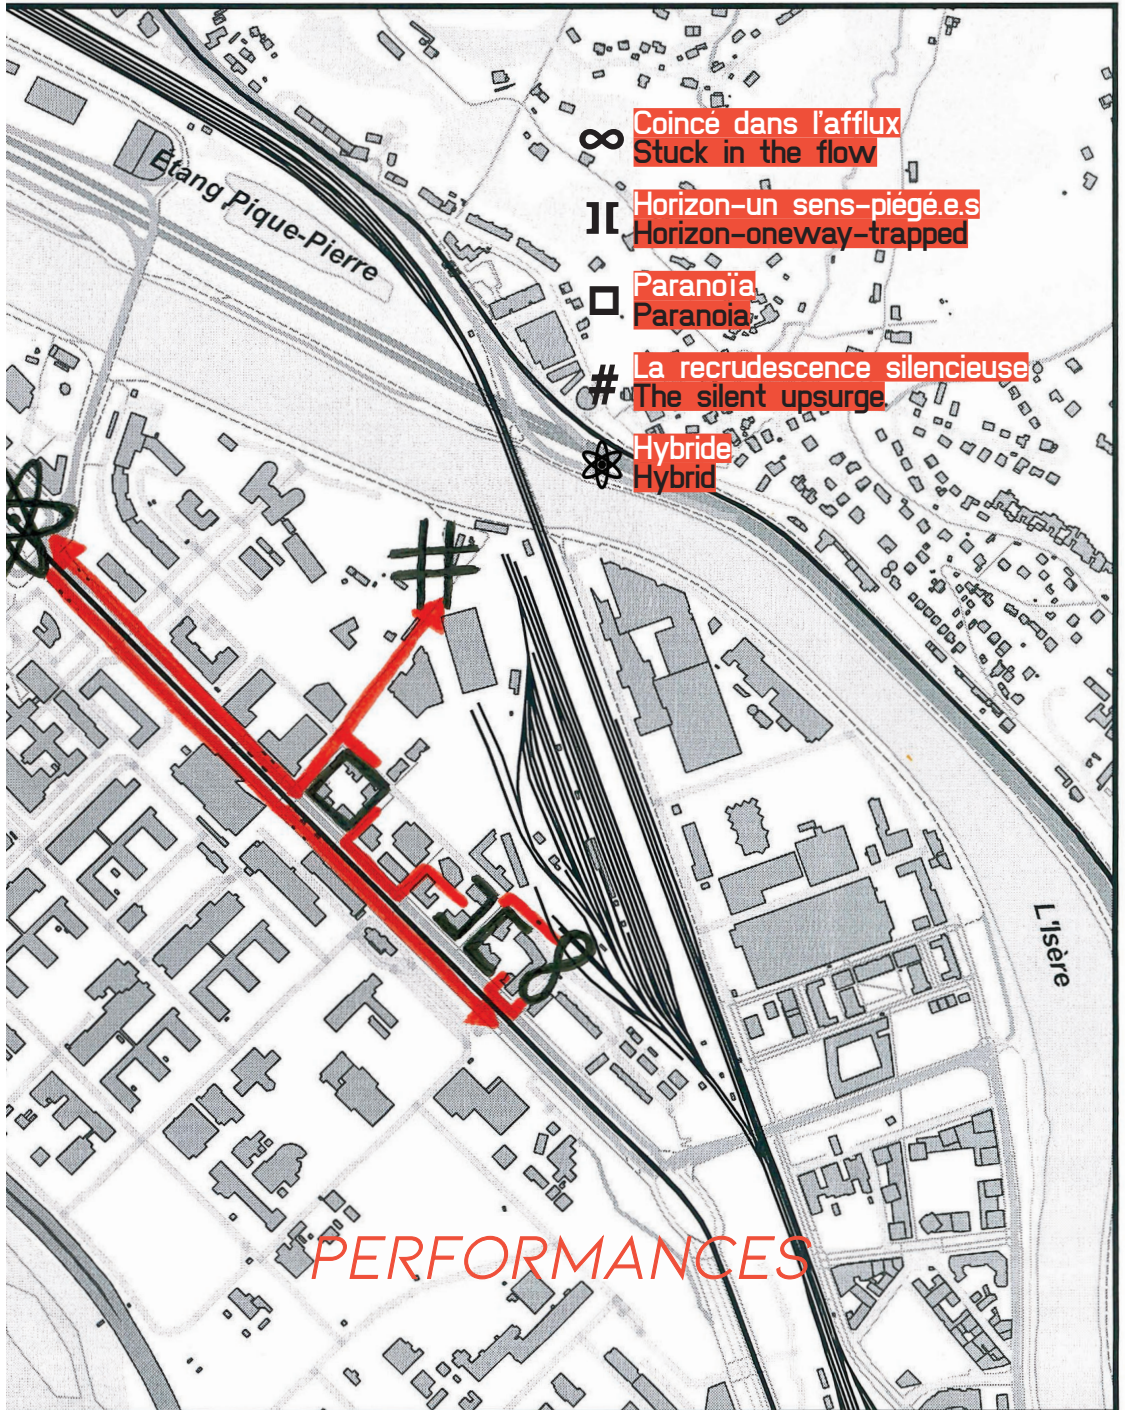 ∞ Coincé dans l'afflux
Stuck in the flow
Étang Pique-Pierre
][ Horizon-un sens-piégé.e.s
Horizon-oneway-trapped
Paranoïa
Paranoia
# La recrudescence silencieuse
The silent upsurge
Hybride
Hybrid
#
][
∞
L'Isère
PERFORMANCES